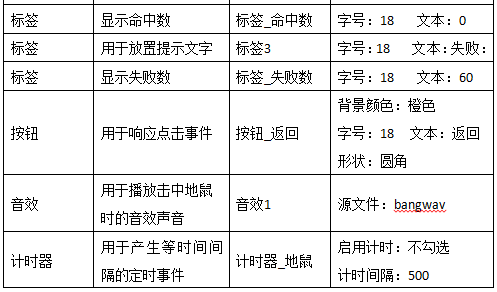 标签 显示命中数 标签_命中数 字号：18 文本：0
标签 用于放置提示文字 标签3 字号：18 文本：失败：
标签 显示失败数 标签_失败数 字号：18 文本：60
按钮 用于响应点击事件 按钮_返回 背景颜色：橙色
字号：18 文本：返回
形状：圆角
音效 用于播放击中地鼠
时的音效声音 音效1 源文件：bangwav
计时器 用于产生等时间间
隔的定时事件 计时器_地鼠 启用计时：不勾选
计时间隔：500